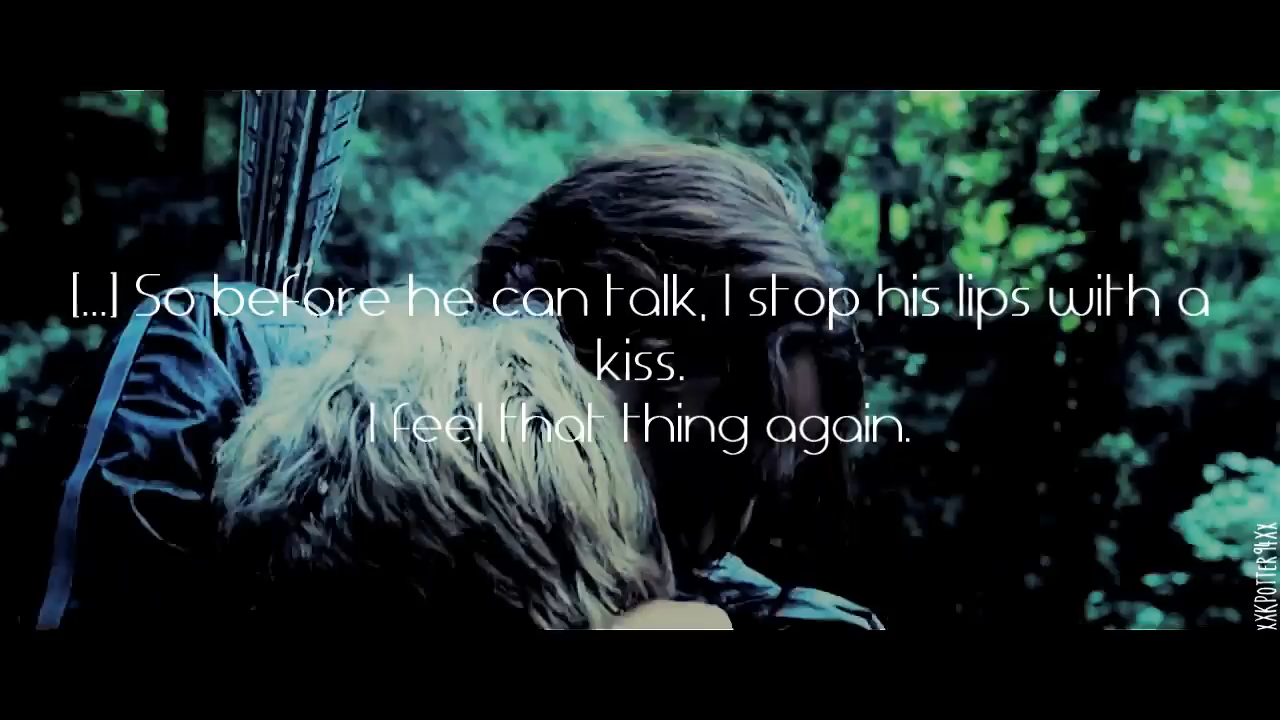 [...] So before he can talk, I stop his lips with a
kiss.
I feel that thing again.
XXKPOTTER94XX